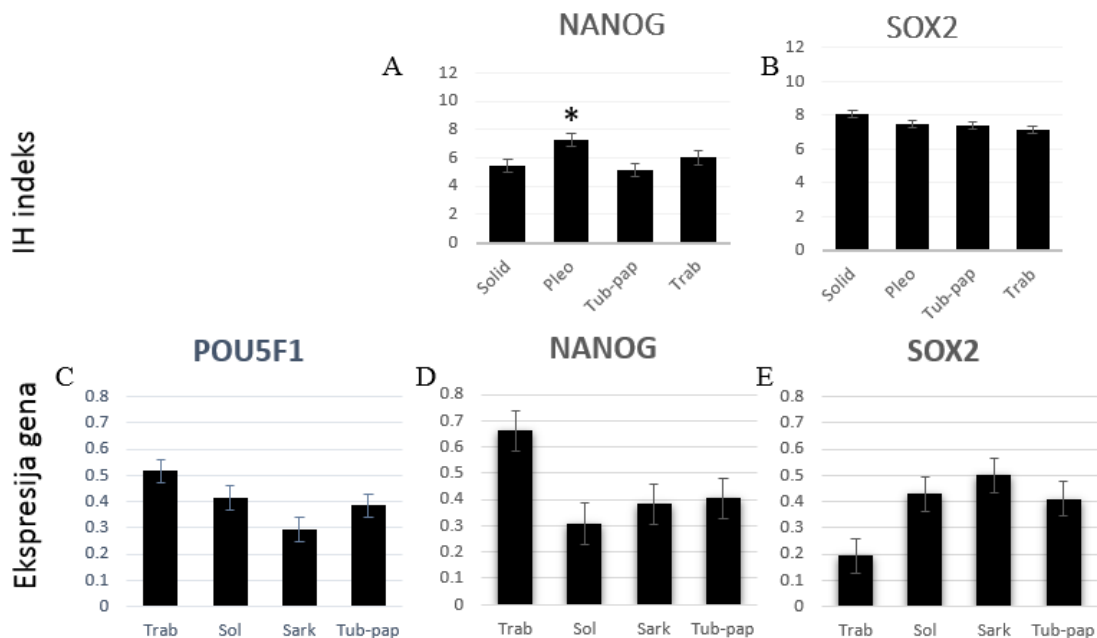 NANOG
SOX2
IH indeks
A
12
10
8
6
4
2
0
*
Solid
Pleo
Tub-pap
Trab
B
12
10
8
6
4
2
0
Solid
Pleo
Tub-pap
Trab
POU5F1
NANOG
SOX2
Ekspresija gena
C
0.8
0.7
0.6
0.5
0.4
0.3
0.2
0.1
0
Trab Sol Sark Tub-pap
D
0.8
0.7
0.6
0.5
0.4
0.3
0.2
0.1
0
Trab Sol Sark Tub-pap
E
0.8
0.7
0.6
0.5
0.4
0.3
0.2
0.1
0
Trab Sol Sark Tub-pap